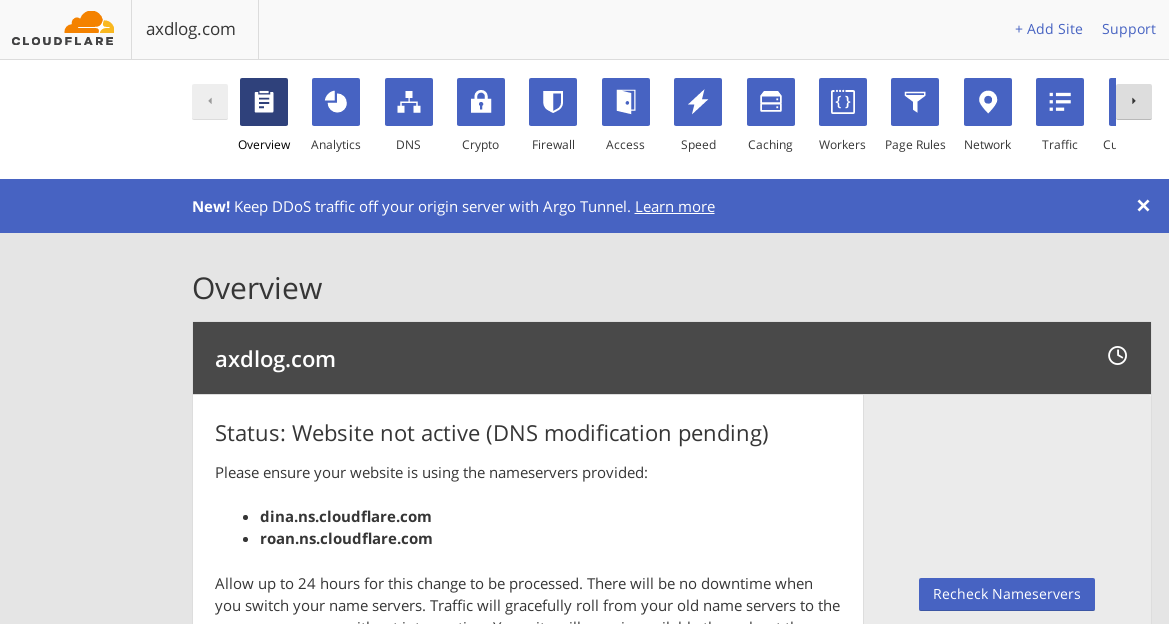 CLOUDFLARE
axdlog.com
+ Add Site Support
Overview Analytics DNS Crypto Firewall Access Speed Caching Workers Page Rules Network Traffic
New! Keep DDoS traffic off your origin server with Argo Tunnel. Learn more
Overview
axdlog.com
Status: Website not active (DNS modification pending)
Please ensure your website is using the nameservers provided:
• dina.ns.cloudflare.com
• roan.ns.cloudflare.com
Allow up to 24 hours for this change to be processed. There will be no downtime when
you switch your name servers. Traffic will gracefully roll from your old name servers to the
Recheck Nameservers